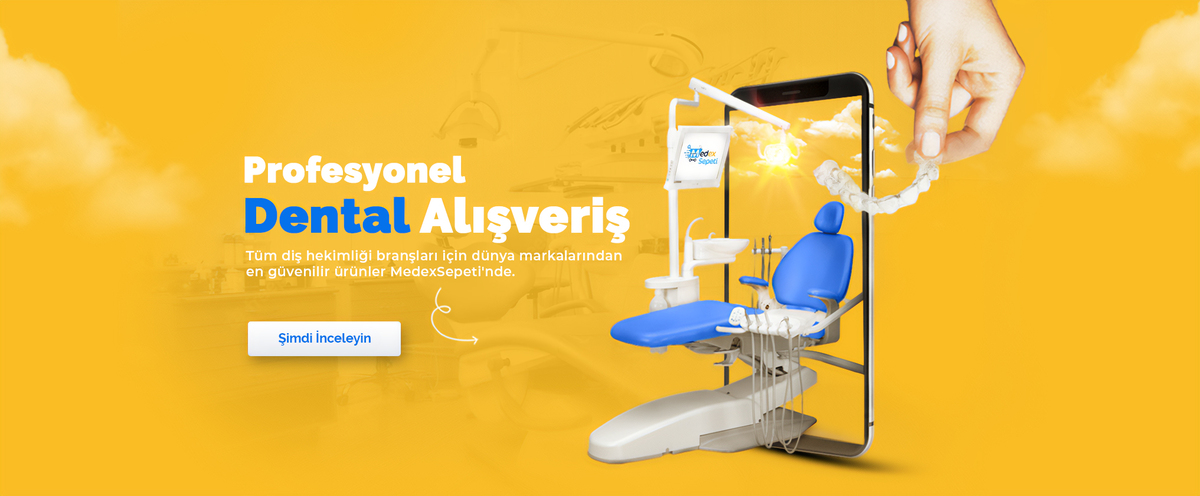 Profesyonel
Dental Alışveriş
Tüm diş hekimliği branşları için dünya markalarından
en güvenilir ürünler MedexSepeti'nde.
Şimdi İnceleyin
Medex
Sepeti